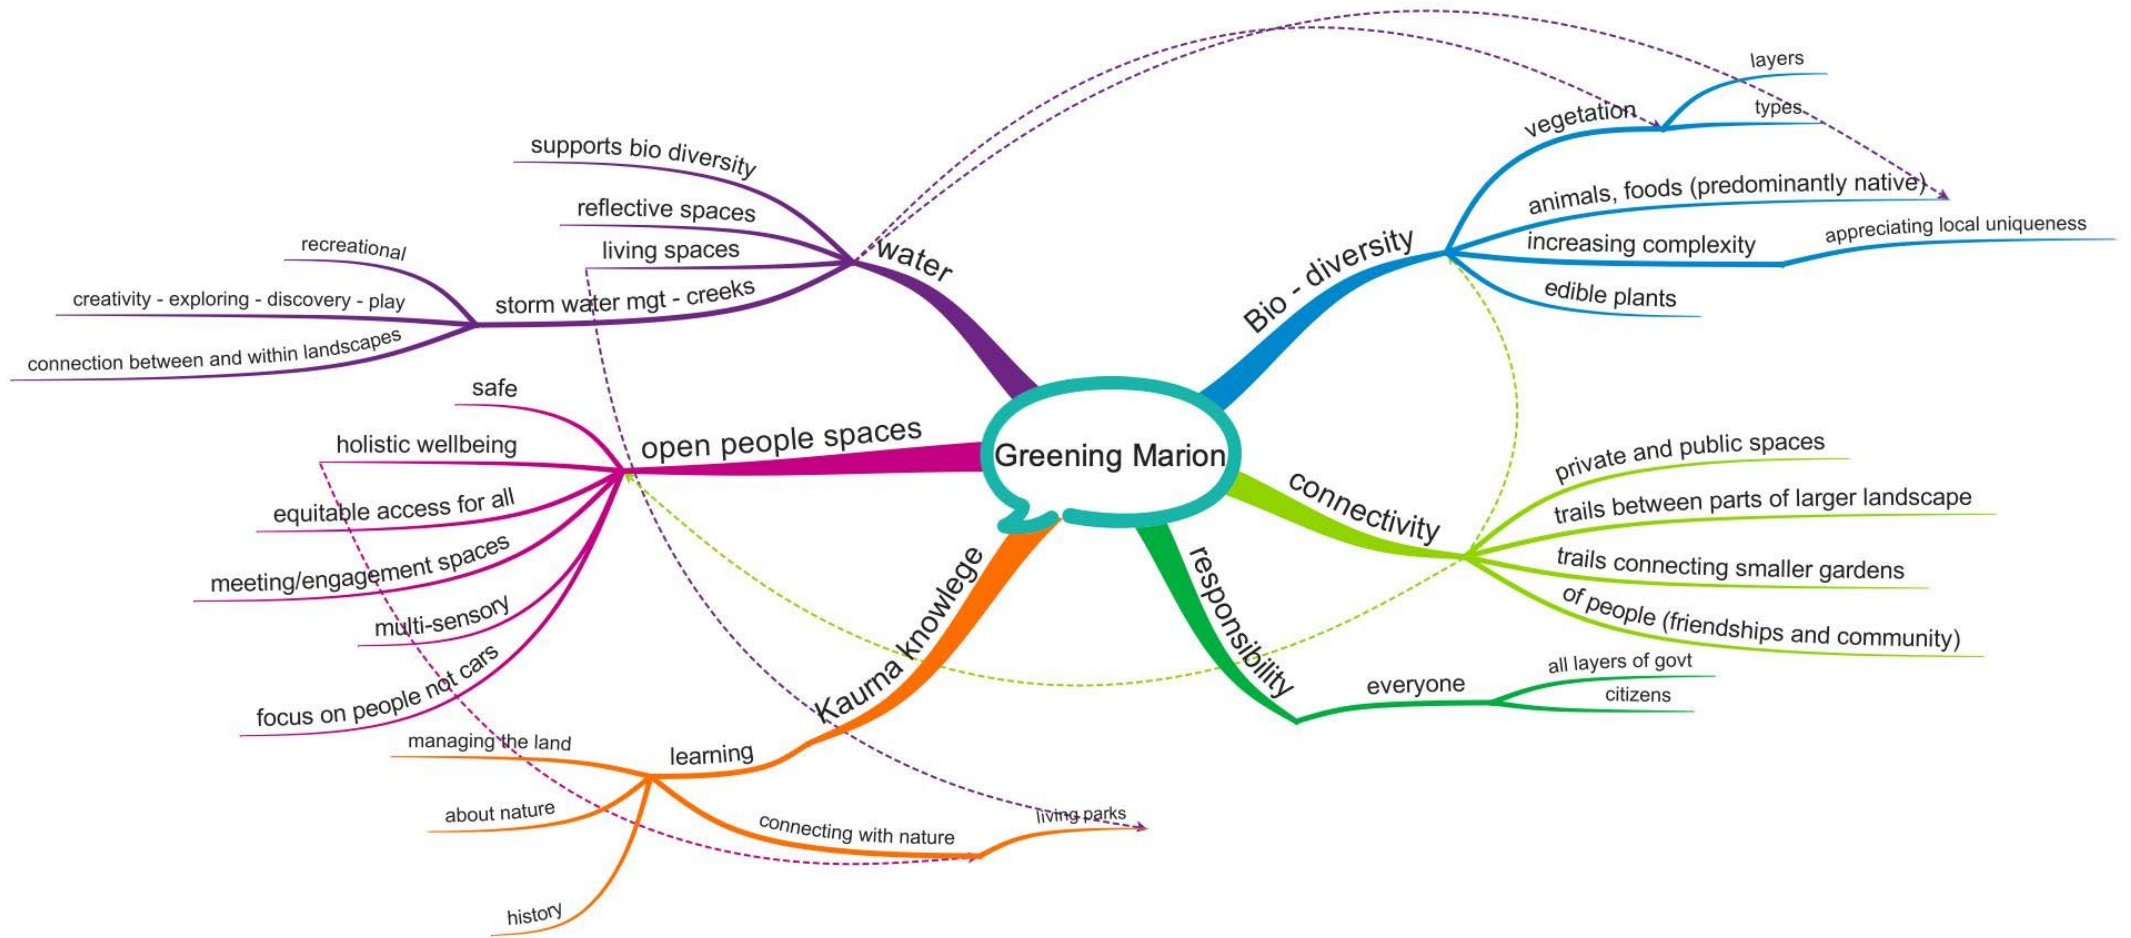 Greening Marion
Bio - diversity
vegetation
layers
types
animals, foods (predominantly native)
increasing complexity
appreciating local uniqueness
edible plants
connectivity
private and public spaces
trails between parts of larger landscape
trails connecting smaller gardens
of people (friendships and community)
responsibility
everyone
all layers of govt
citizens
Kaurna knowlege
learning
managing the land
about nature
history
connecting with nature
living parks
open people spaces
safe
holistic wellbeing
equitable access for all
meeting/engagement spaces
multi-sensory
focus on people not cars
water
supports bio diversity
reflective spaces
living spaces
storm water mgt - creeks
recreational
creativity - exploring - discovery - play
connection between and within landscapes